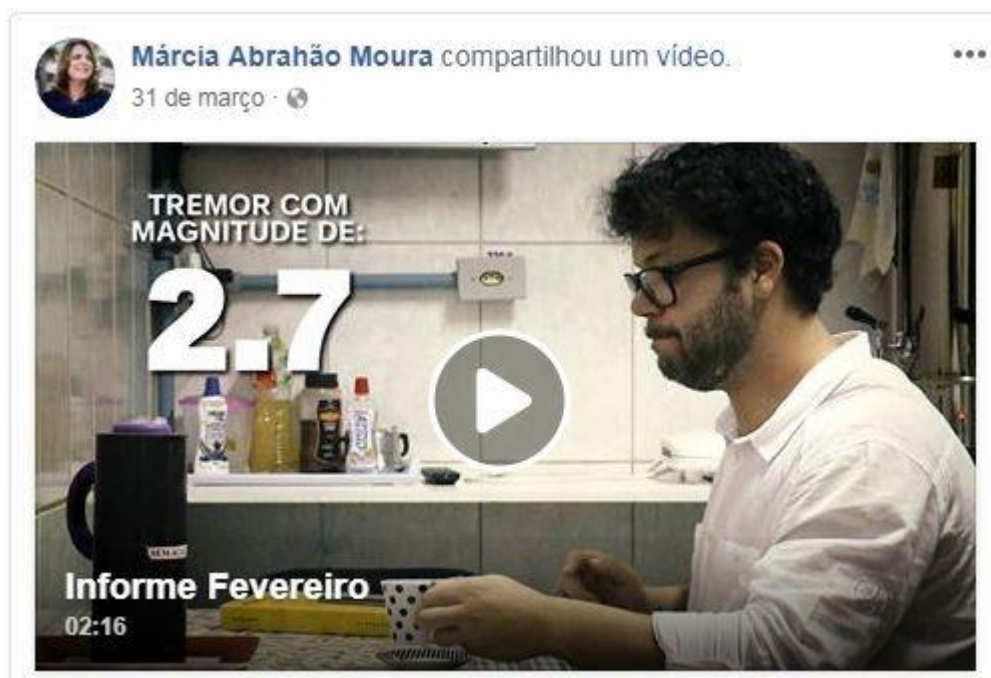 Márcia Abrahão Moura compartilhou um vídeo.
31 de março ·
TREMOR COM
MAGNITUDE DE:
2.7
Informe Fevereiro
02:16